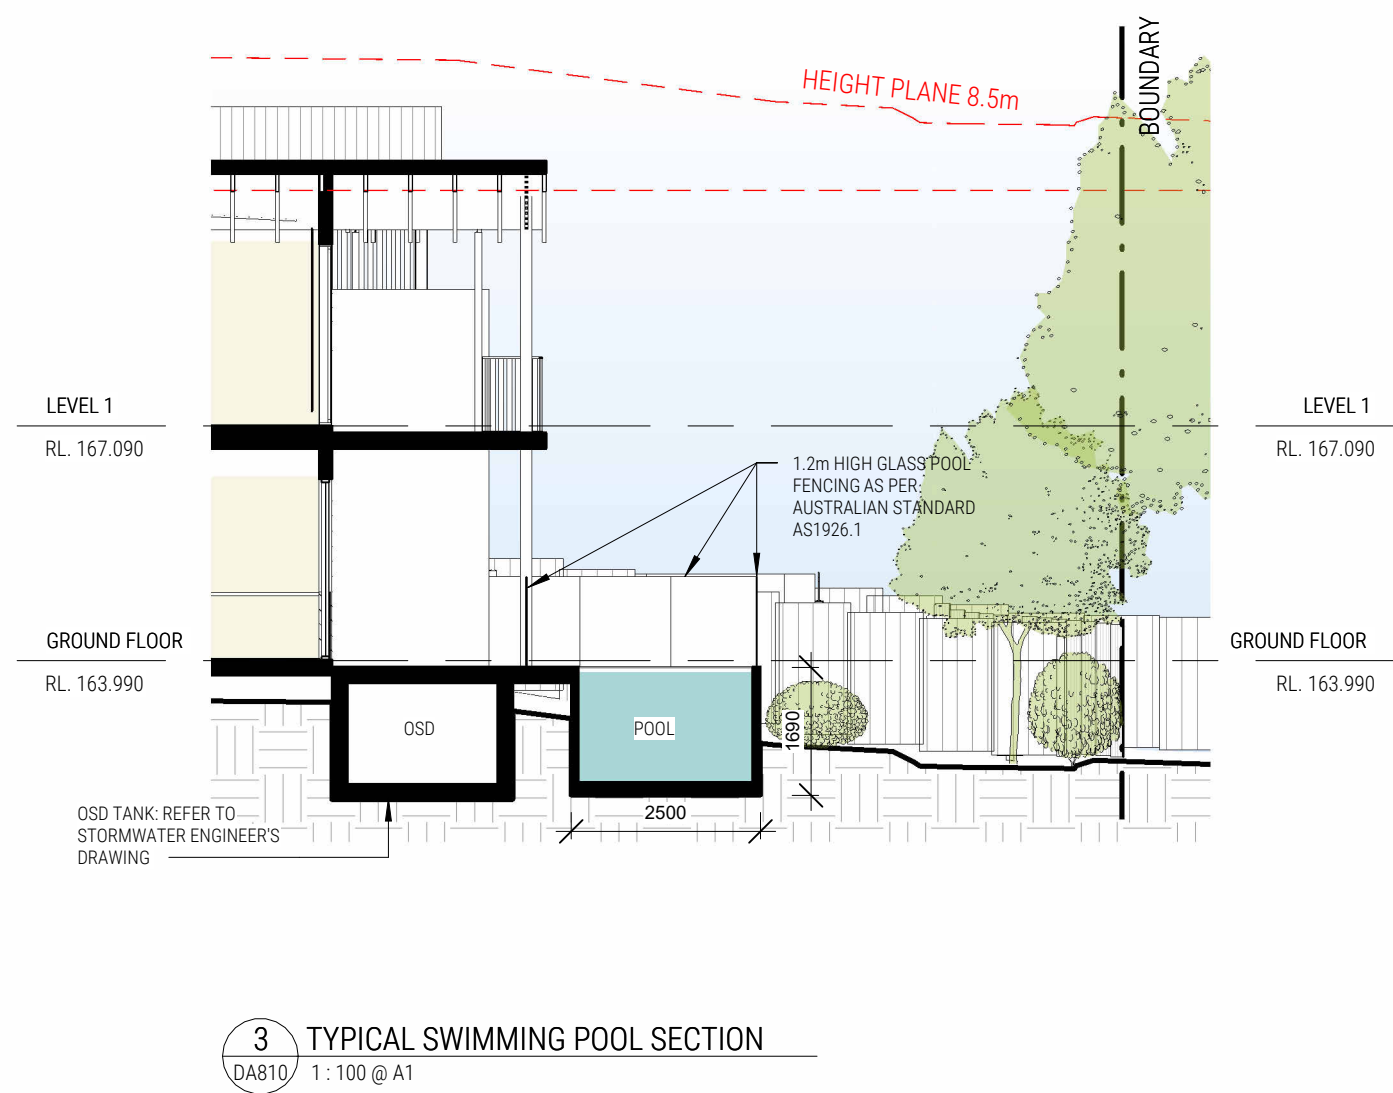 BOUNDARY
HEIGHT PLANE 8.5m
LEVEL 1
RL. 167.090
LEVEL 1
RL. 167.090
1.2m HIGH GLASS POOL
FENCING AS PER:
AUSTRALIAN STANDARD
AS1926.1
GROUND FLOOR
RL. 163.990
GROUND FLOOR
RL. 163.990
OSD
POOL
1690
2500
OSD TANK: REFER TO
STORMWATER ENGINEER'S
DRAWING
3
DA810
TYPICAL SWIMMING POOL SECTION
1 : 100 @ A1